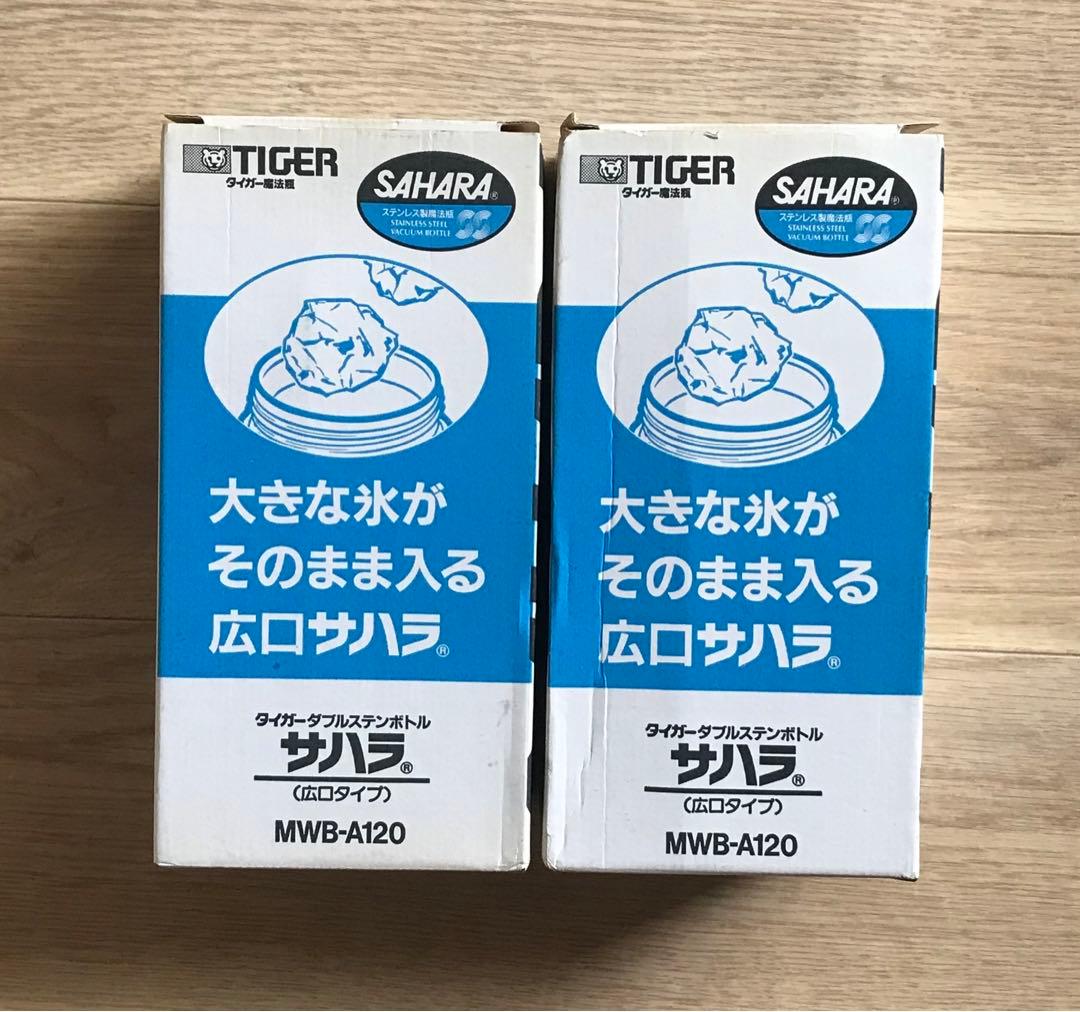 TIGER
タイガー魔法瓶
SAHARA®
ステンレス製魔法瓶
STAINLESS STEEL
VACUUM BOTTLE
大きな氷が
そのまま入る
広口サハラ®
タイガーダブルステンボトル
サハラ®
(広口タイプ)
MWB-A120
TIGER
タイガー魔法瓶
SAHARA®
ステンレス製魔法瓶
STAINLESS STEEL
VACUUM BOTTLE
大きな氷が
そのまま入る
広口サハラ®
タイガーダブルステンボトル
サハラ®
(広口タイプ)
MWB-A120